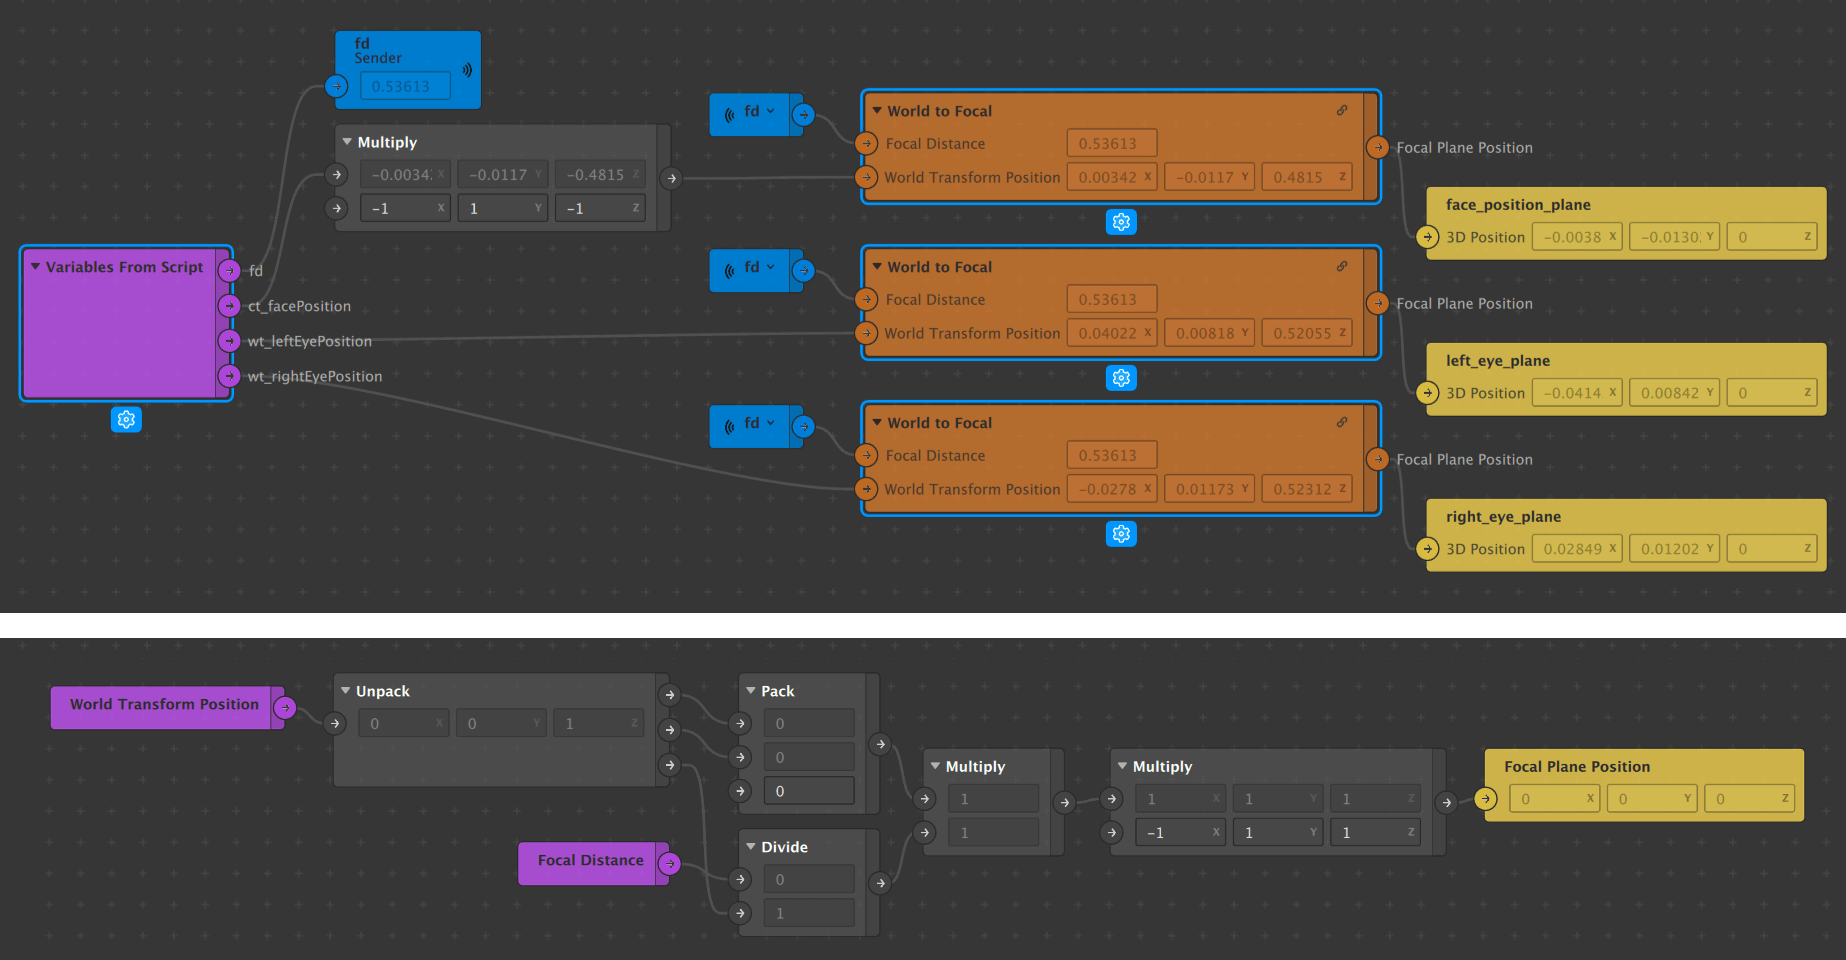 fd
Sender
0.53613
Multiply
-0.0034 X -0.0117 Y -0.4815 Z
-1 X 1 Y -1 Z
Variables From Script
fd
ct_facePosition
wt_leftEyePosition
wt_rightEyePosition
fd
World to Focal
Focal Distance 0.53613
World Transform Position 0.00342 X -0.0117 Y 0.4815 Z
Focal Plane Position
face_position_plane
3D Position -0.0038 X -0.0130 Y 0 Z
fd
World to Focal
Focal Distance 0.53613
World Transform Position 0.04022 X 0.00818 Y 0.52055 Z
Focal Plane Position
left_eye_plane
3D Position -0.0414 X 0.00842 Y 0 Z
fd
World to Focal
Focal Distance 0.53613
World Transform Position -0.0278 X 0.01173 Y 0.52312 Z
Focal Plane Position
right_eye_plane
3D Position 0.02849 X 0.01202 Y 0 Z
World Transform Position
Unpack
0 X 0 Y 1 Z
Pack
0
0
0
Focal Distance
Divide
0
1
Multiply
1
1
Multiply
1 X 1 Y 1 Z
-1 X 1 Y 1 Z
Focal Plane Position
0 X 0 Y 0 Z